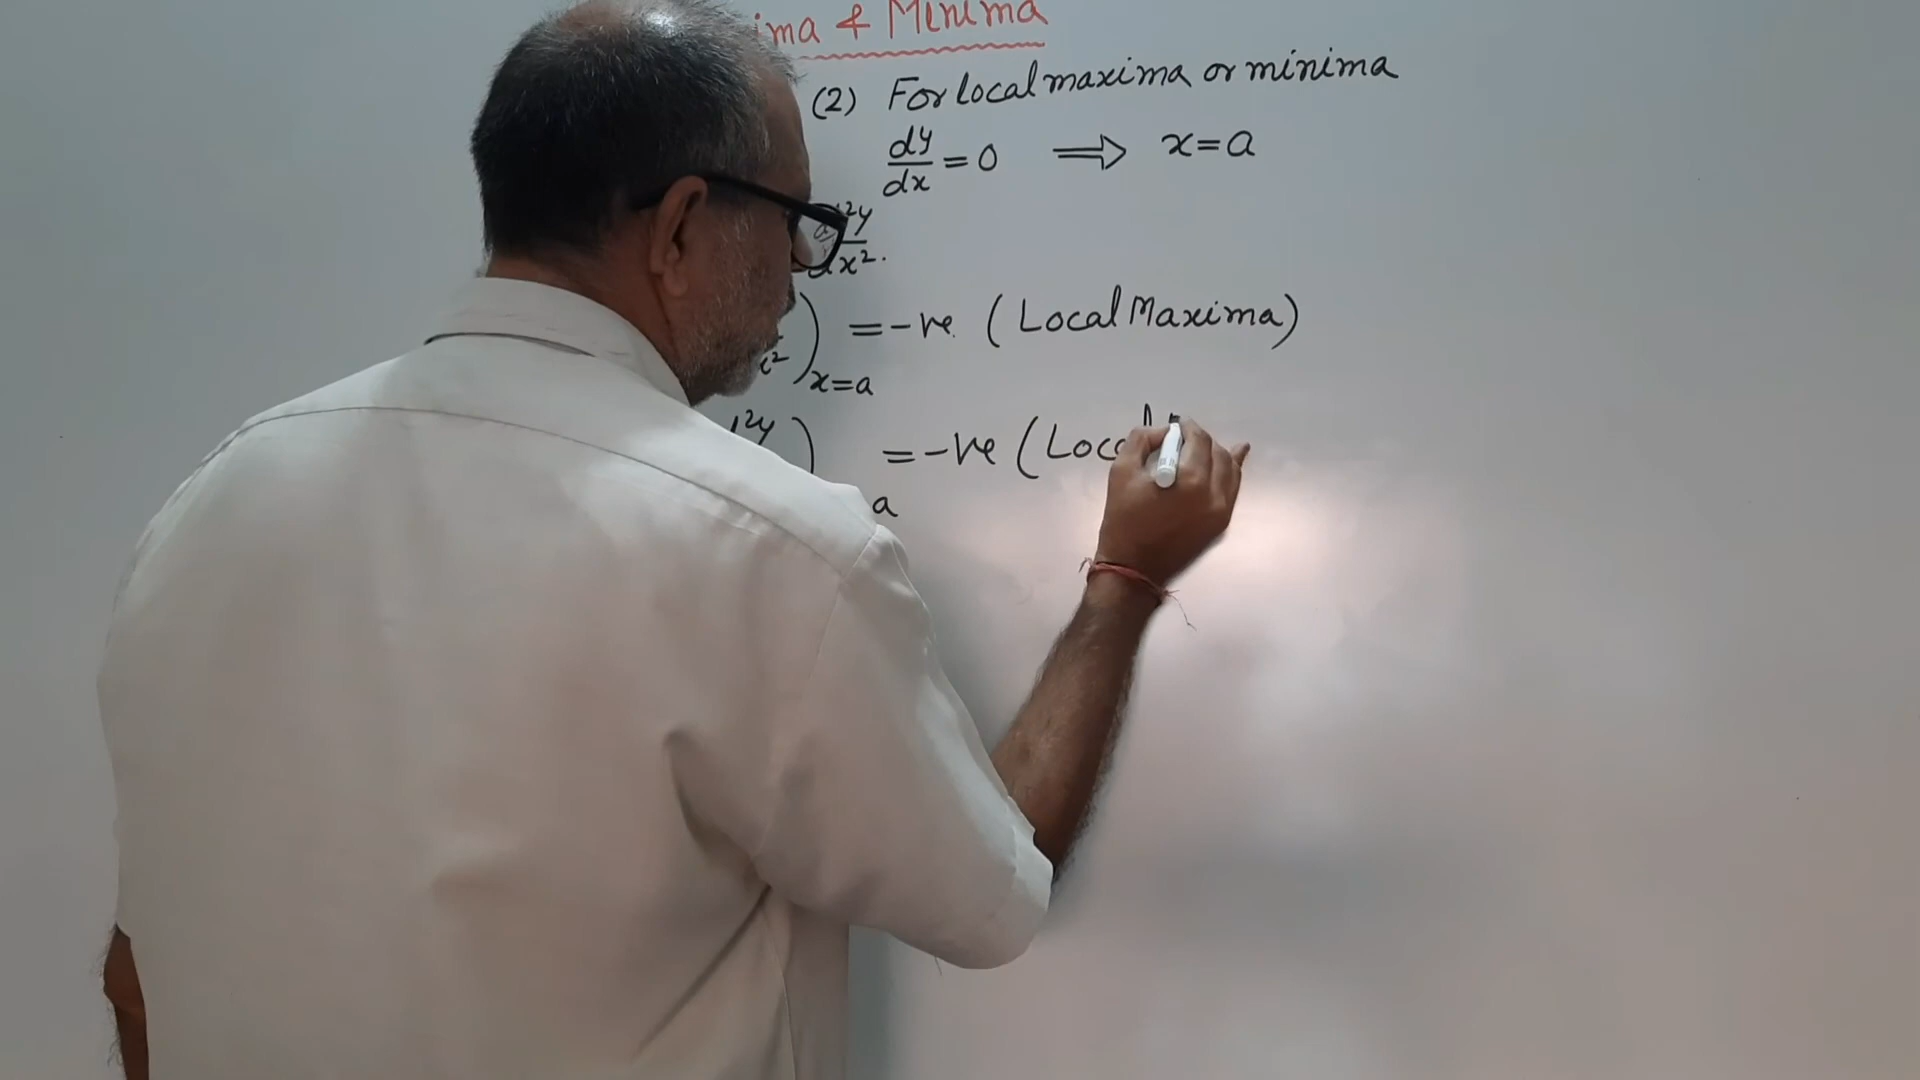 ima & Minima
(2) For local maxima or minima
dy/dx = 0 ⟹ x=a
d²y/dx².
x²) x=a = -ve (Local Maxima)
d²y) a = -ve (Local